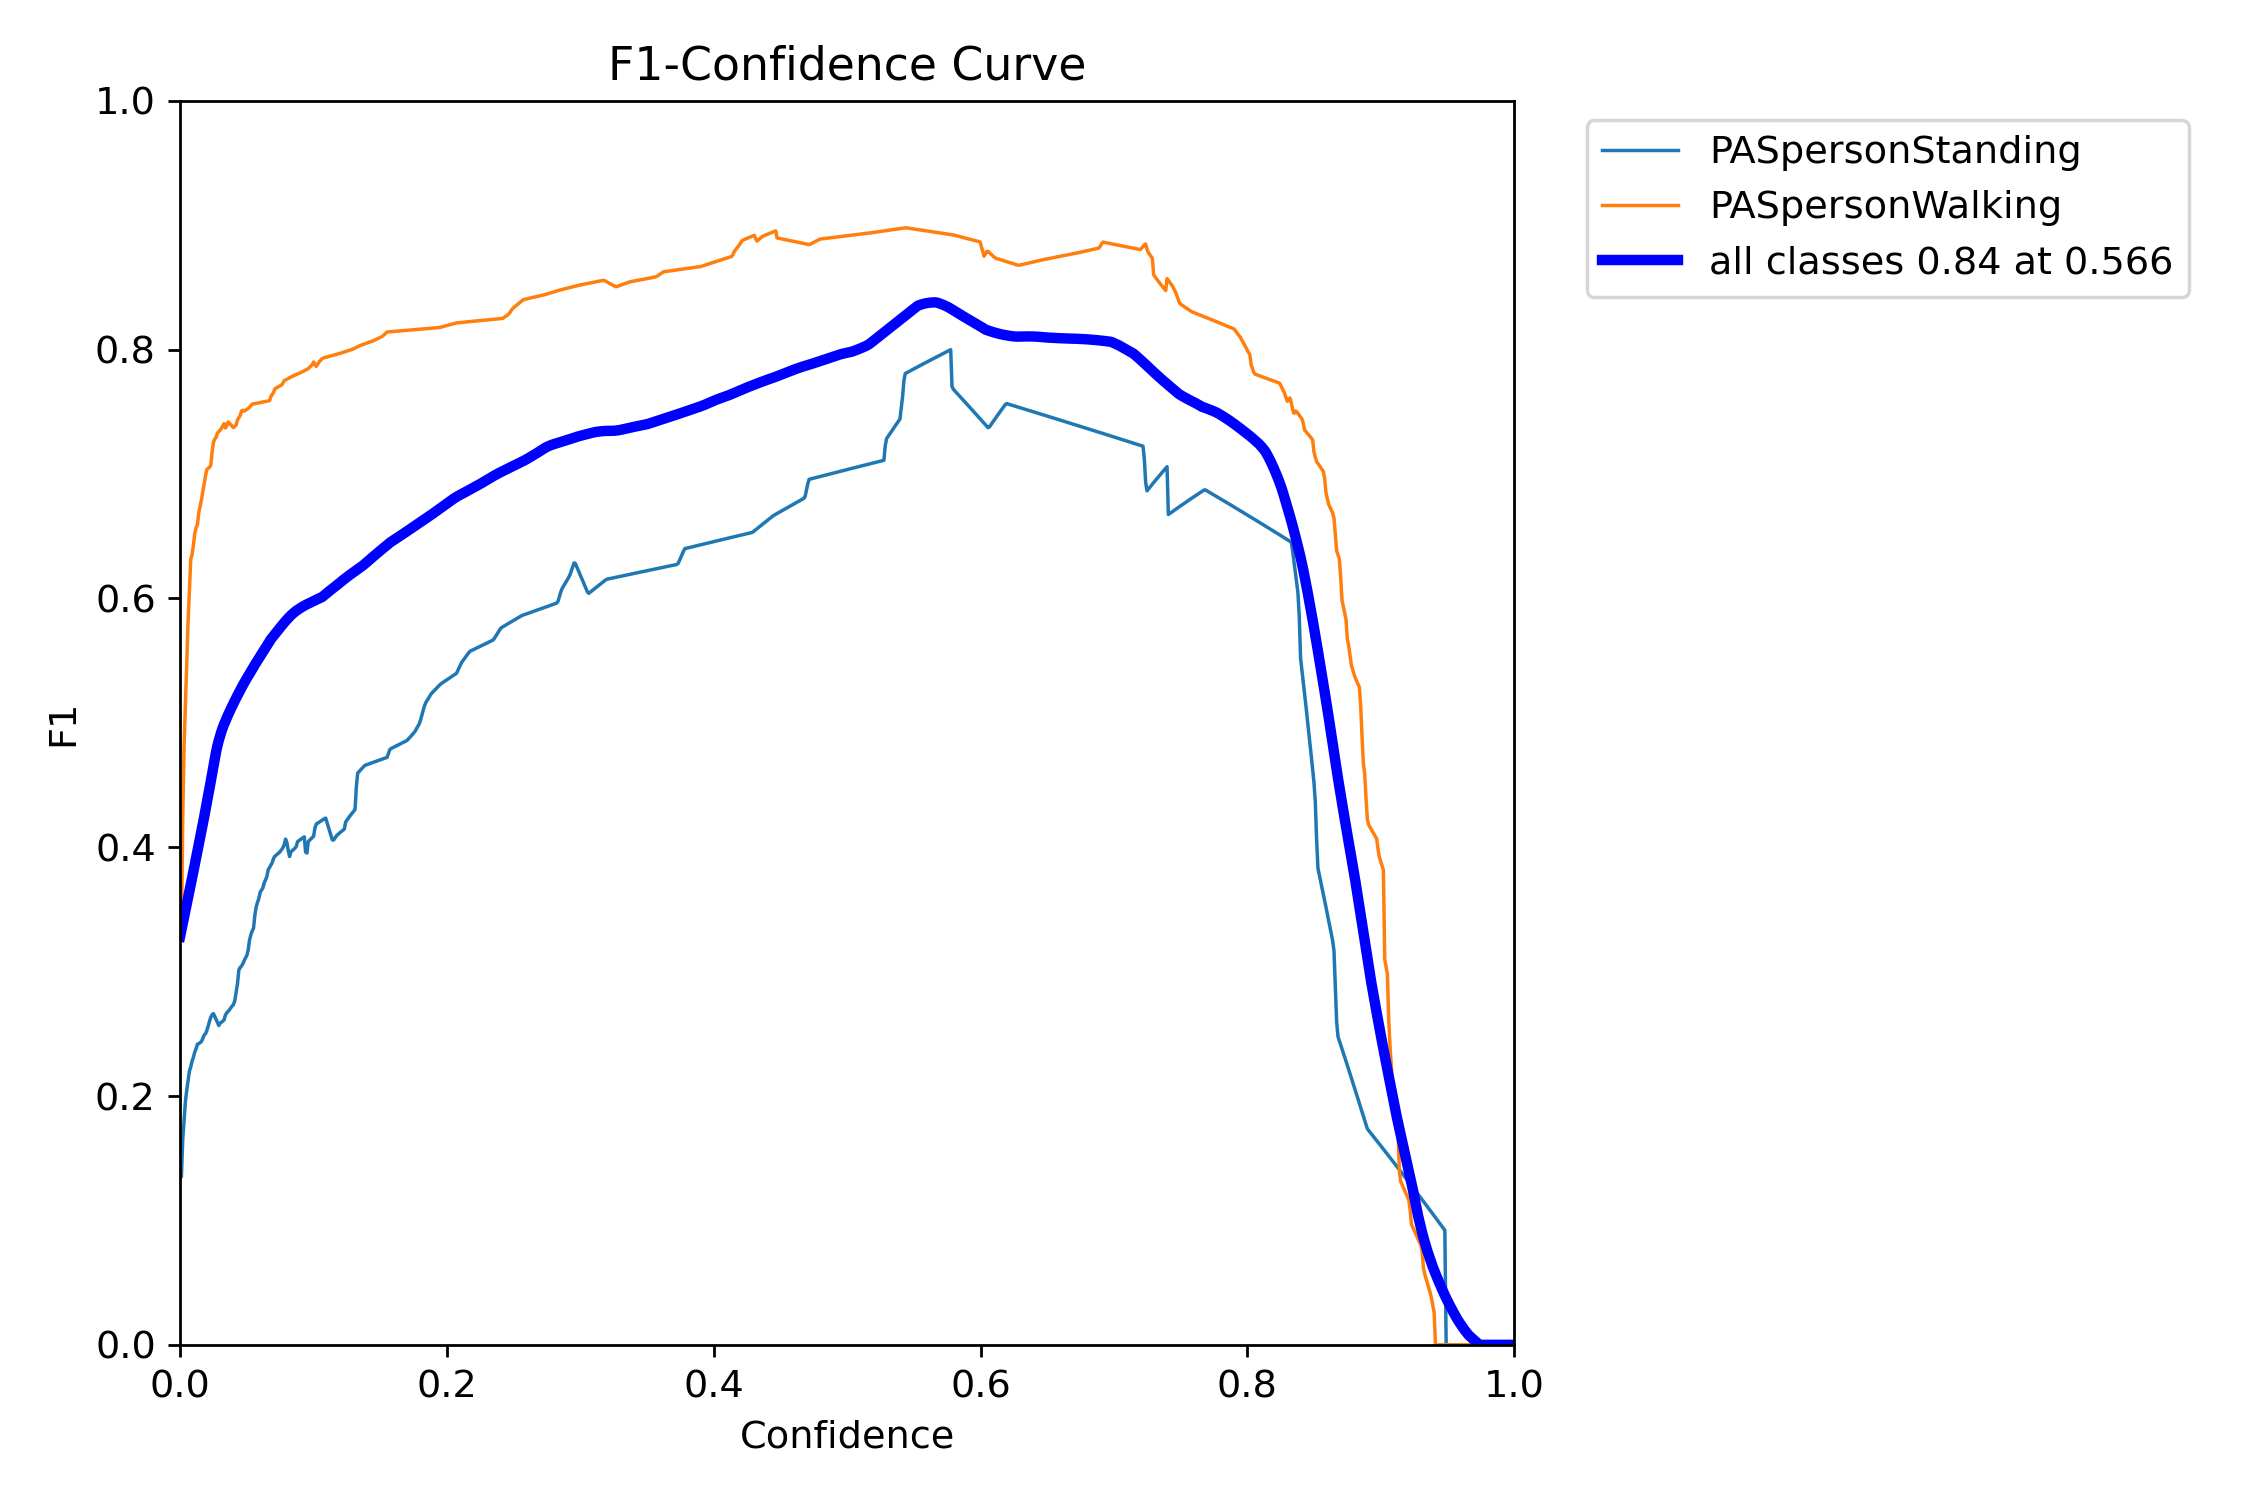 F1-Confidence Curve
1.0
0.8
0.6
0.4
0.2
0.0
F1
0.0 0.2 0.4 0.6 0.8 1.0
Confidence
PASpersonStanding
PASpersonWalking
all classes 0.84 at 0.566